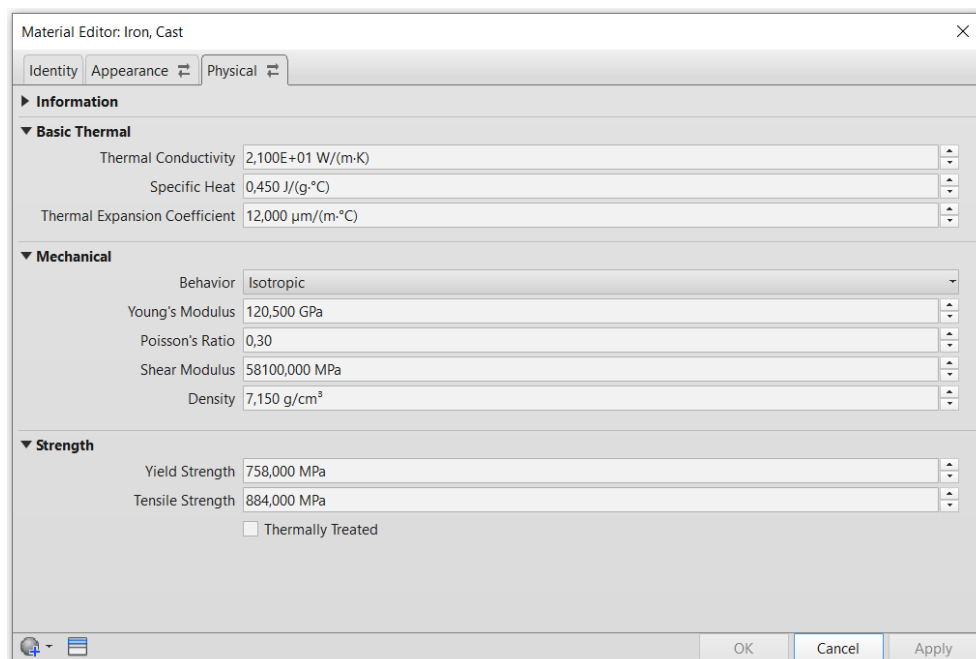 Material Editor: Iron, Cast
Identity Appearance Physical
Information
Basic Thermal
Thermal Conductivity 2,100E+01 W/(m·K)
Specific Heat 0,450 J/(g·°C)
Thermal Expansion Coefficient 12,000 µm/(m·°C)
Mechanical
Behavior Isotropic
Young's Modulus 120,500 GPa
Poisson's Ratio 0,30
Shear Modulus 58100,000 MPa
Density 7,150 g/cm³
Strength
Yield Strength 758,000 MPa
Tensile Strength 884,000 MPa
Thermally Treated
OK Cancel Apply